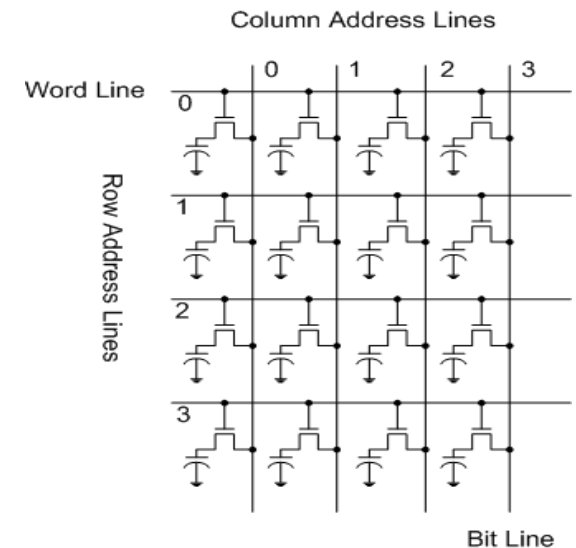 Column Address Lines
0 1 2 3
Word Line
0
Row Address Lines
1
2
3
Bit Line